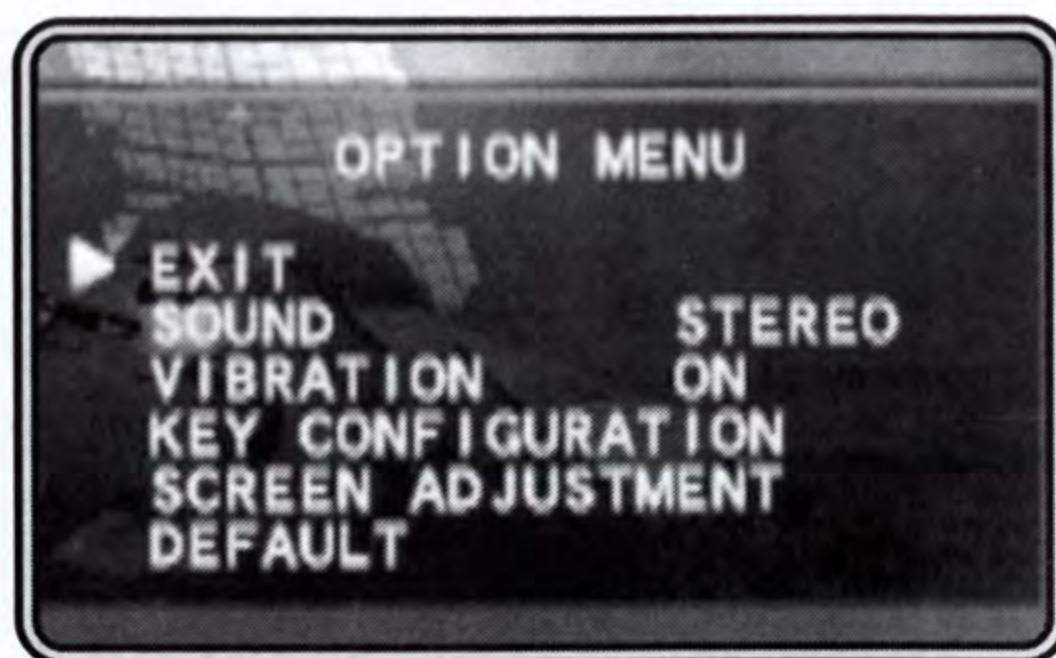 OPTION MENU
EXIT
SOUND STEREO
VIBRATION ON
KEY CONFIGURATION
SCREEN ADJUSTMENT
DEFAULT